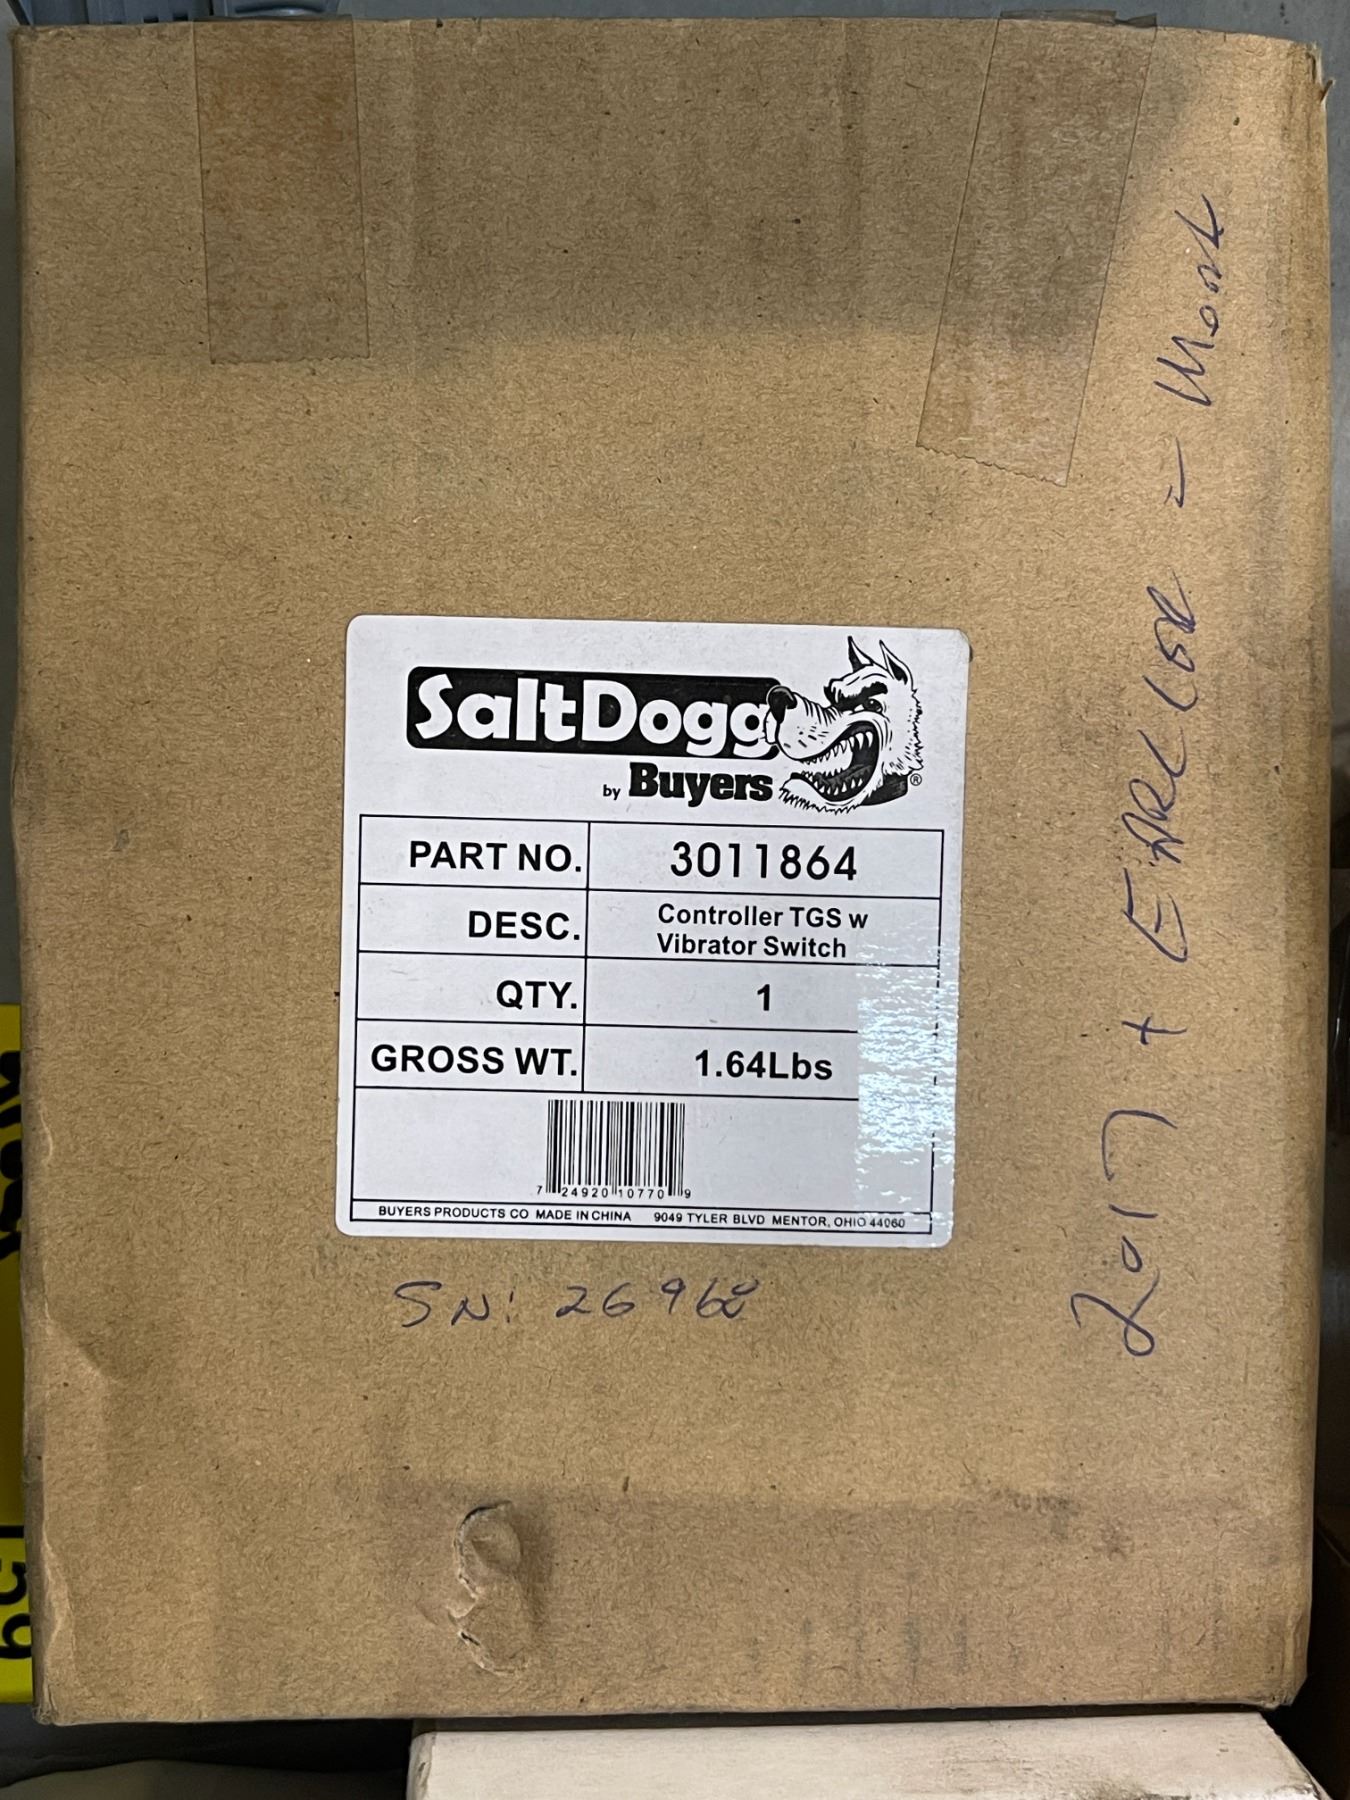 SaltDogg
by Buyers ®
PART NO. 3011864
DESC. Controller TGS w
Vibrator Switch
QTY. 1
GROSS WT. 1.64Lbs
7 24920 10770 9
BUYERS PRODUCTS CO MADE IN CHINA 9049 TYLER BLVD MENTOR, OHIO 44060
SN: 26968
2017 +